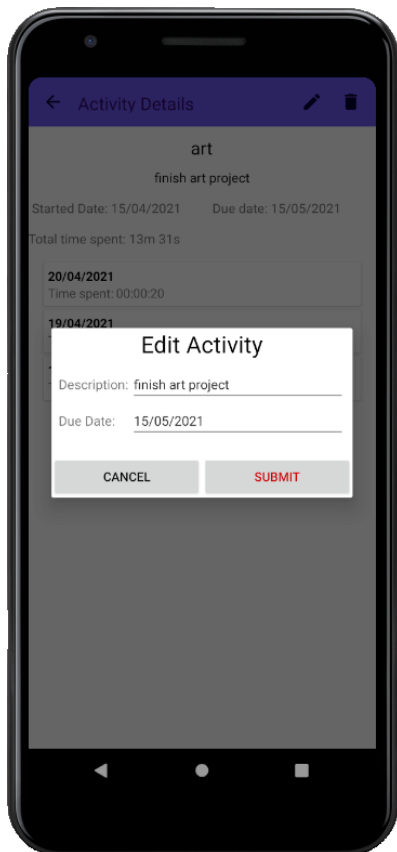 Activity Details
art
finish art project
Started Date: 15/04/2021 Due date: 15/05/2021
Total time spent: 13m 31s
20/04/2021
Time spent: 00:00:20
19/04/2021
Edit Activity
Description: finish art project
Due Date: 15/05/2021
CANCEL SUBMIT